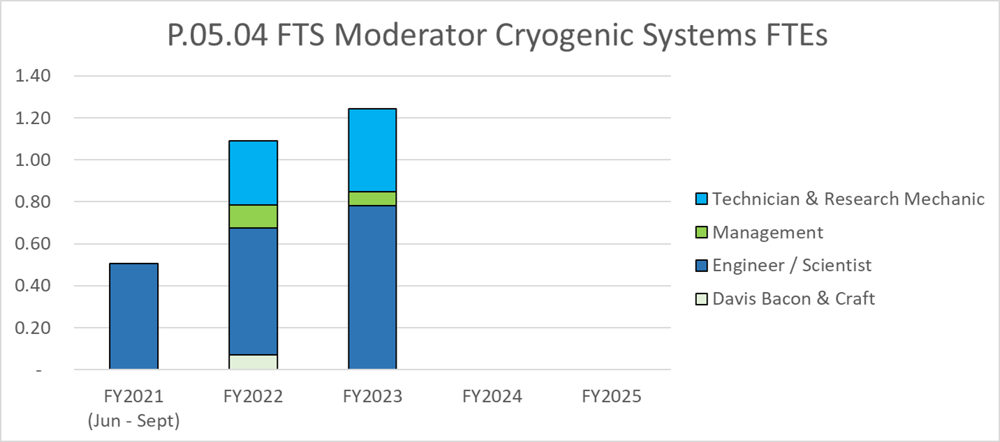 P.05.04 FTS Moderator Cryogenic Systems FTEs
1.40
1.20
1.00
0.80
0.60
0.40
0.20
-
FY2021
(Jun - Sept)
FY2022
FY2023
FY2024
FY2025
Technician & Research Mechanic
Management
Engineer / Scientist
Davis Bacon & Craft